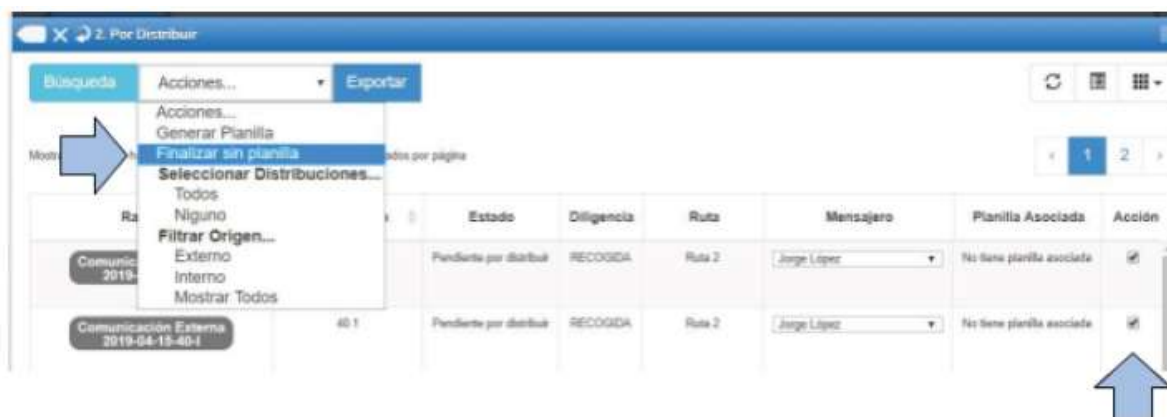 2. Por Distribuir
Búsqueda Acciones... Exportar
Acciones...
Generar Planilla
Finalizar sin planilla
por página
Seleccionar Distribuciones...
Todos
Niguno
Filtrar Origen...
Externo
Interno
Mostrar Todos
1 2
Estado Diligencia Ruta Mensajero Planilla Asociada Acción
Pendiente por distribuir RECOGIDA Ruta 2 Jorge López No tiene planilla asociada
2019-
Comunicación Externa 40.1 Pendiente por distribuir RECOGIDA Ruta 2 Jorge López No tiene planilla asociada
2019-04-15-40-I